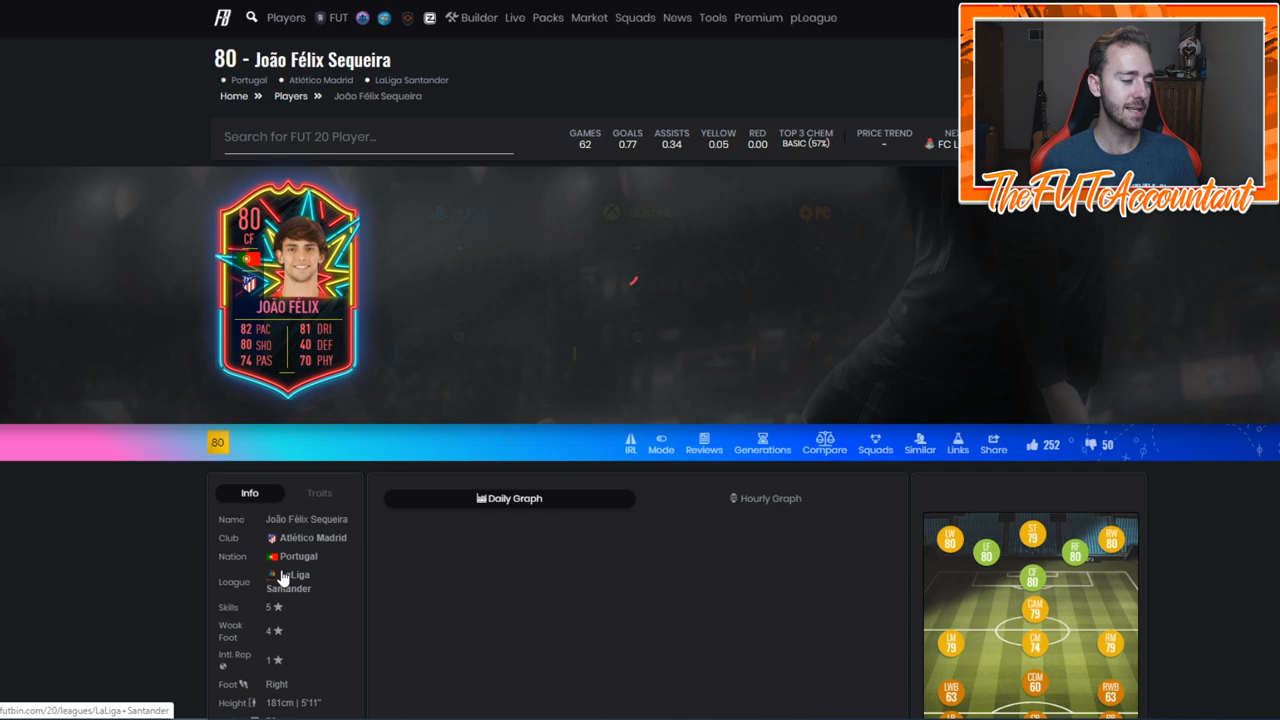 FB Players FUT Builder Live Packs Market Squads News Tools Premium pLeague
80 - João Félix Sequeira
Portugal Atlético Madrid LaLiga Santander
Home » Players » João Félix Sequeira
Search for FUT 20 Player...
GAMES GOALS ASSISTS YELLOW RED TOP 3 CHEM PRICE TREND
62 0.77 0.34 0.05 0.00 BASIC (57%) - FC L
TheFUTAccountant
80
CF
JOÃO FÉLIX
82 PAC 81 DRI
80 SHO 40 DEF
74 PAS 70 PHY
80
IRL Mode Reviews Generations Compare Squads Similar Links Share 252 50
Info Traits
Daily Graph Hourly Graph
Name João Félix Sequeira
Club Atlético Madrid
Nation Portugal
League LaLiga Santander
Skills 5
Weak Foot 4
Intl. Rep 1
Foot Right
Height 181cm | 5'11"
LW 80
ST 79
RW 80
LF 80
RF 80
CF 80
CAM 79
LM 79
CM 74
RM 79
CDM 60
LWB 63
RWB 63
futbin.com/20/leagues/LaLiga+Santander